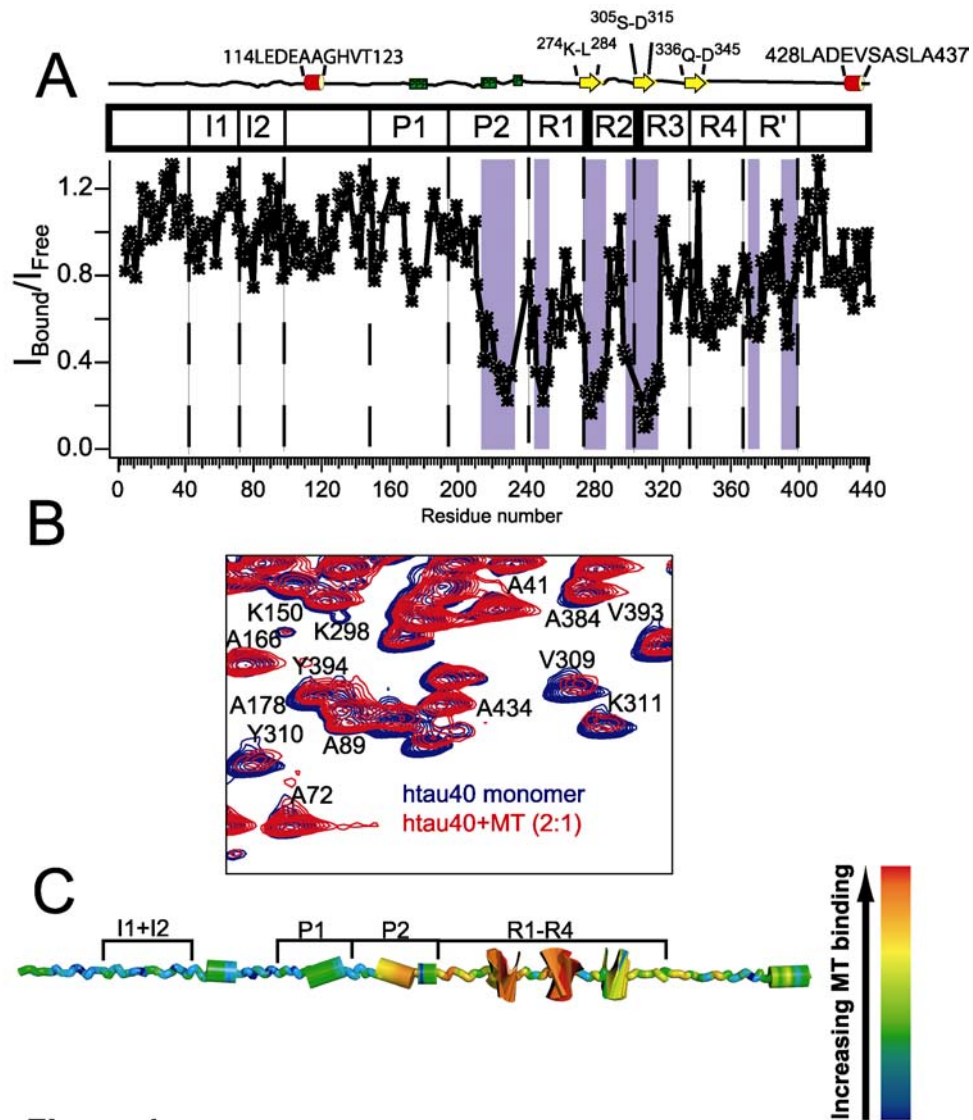 A
114LEDEAAGHVT123
274K-L284
305S-D315
336Q-D345
428LADEVSASLA437
I1 I2 P1 P2 R1 R2 R3 R4 R'
IBound/IFree
1.2
0.8
0.4
0.0
0 40 80 120 160 200 240 280 320 360 400 440
Residue number
B
A41
K150
K298
A384
V393
A166
Y394
V309
A178
A434
K311
Y310
A89
A72
htau40 monomer
htau40+MT (2:1)
C
I1+I2 P1 P2 R1-R4
Increasing MT binding